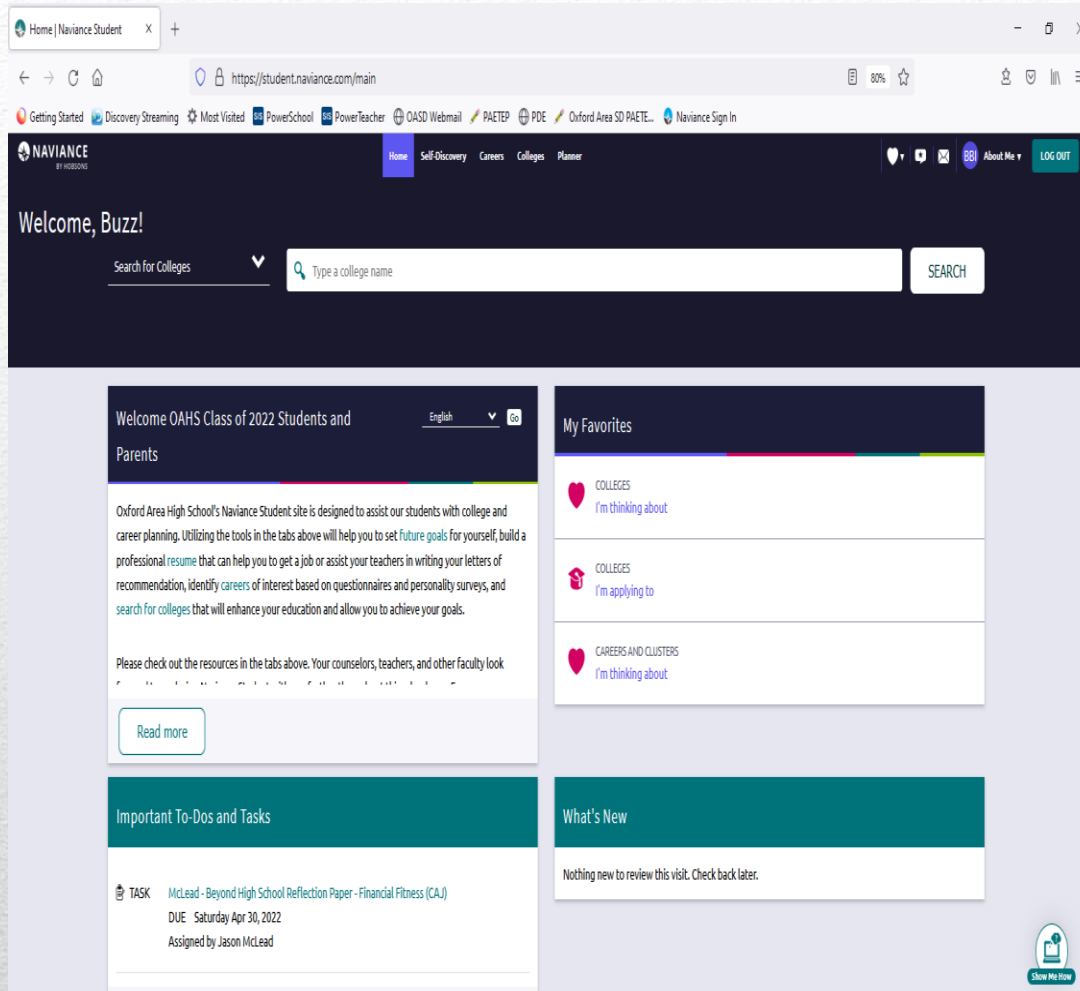 Home | Naviance Student X +
https://student.naviance.com/main 80%
Getting Started Discovery Streaming Most Visited SIS PowerSchool SIS PowerTeacher OASD Webmail PAETEP PDE Oxford Area SD PAETE... Naviance Sign In
NAVIANCE
BY HOBSONS
Home Self-Discovery Careers Colleges Planner
BBI About Me LOG OUT
Welcome, Buzz!
Search for Colleges Type a college name SEARCH
Welcome OAHS Class of 2022 Students and
Parents
English Go
Oxford Area High School's Naviance Student site is designed to assist our students with college and
career planning. Utilizing the tools in the tabs above will help you to set future goals for yourself, build a
professional resume that can help you to get a job or assist your teachers in writing your letters of
recommendation, identify careers of interest based on questionnaires and personality surveys, and
search for colleges that will enhance your education and allow you to achieve your goals.
Please check out the resources in the tabs above. Your counselors, teachers, and other faculty look
Read more
My Favorites
COLLEGES
I'm thinking about
COLLEGES
I'm applying to
CAREERS AND CLUSTERS
I'm thinking about
Important To-Dos and Tasks
TASK McLead - Beyond High School Reflection Paper - Financial Fitness (CAJ)
DUE Saturday Apr 30, 2022
Assigned by Jason McLead
What's New
Nothing new to review this visit. Check back later.
Show Me How